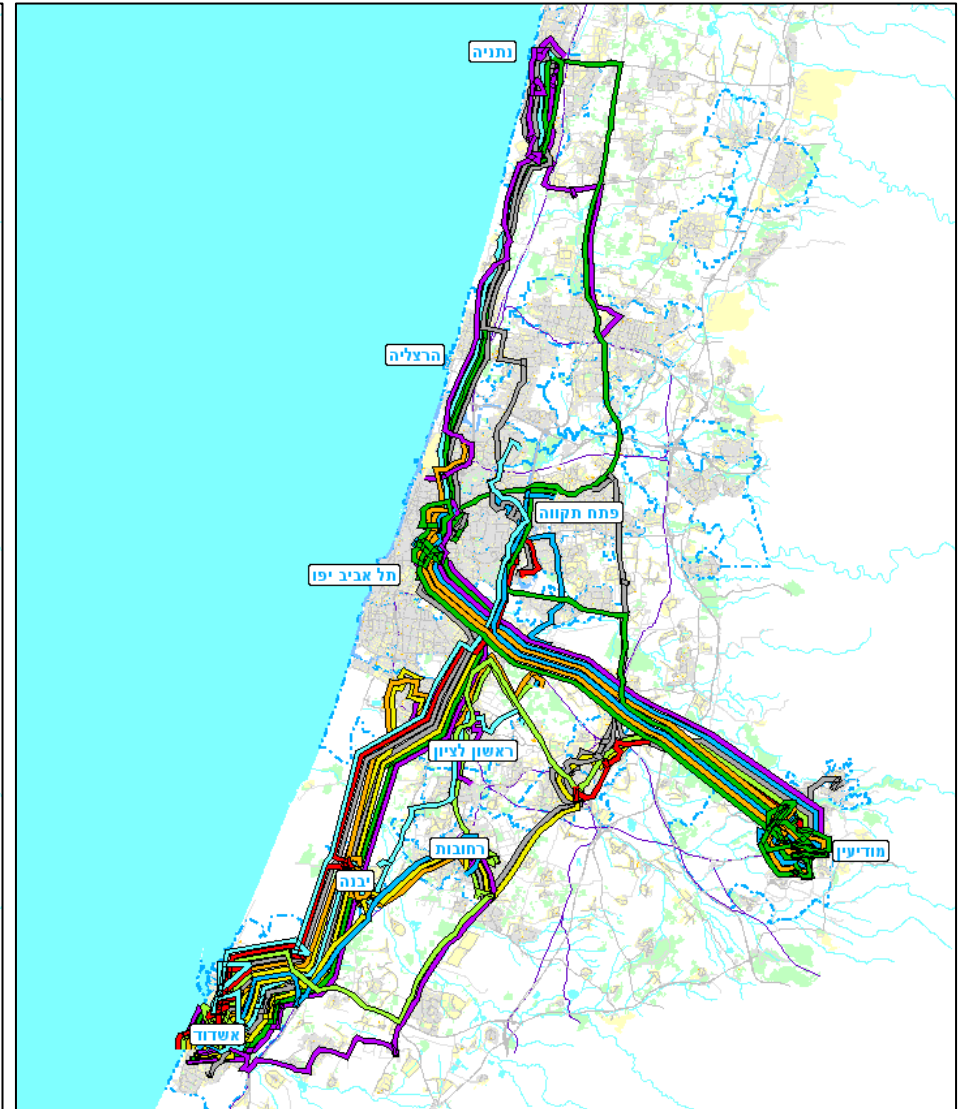 נתניה
הרצליה
פתח תקווה
תל אביב יפו
ראשון לציון
רחובות
מודיעין
יבנה
אשדוד